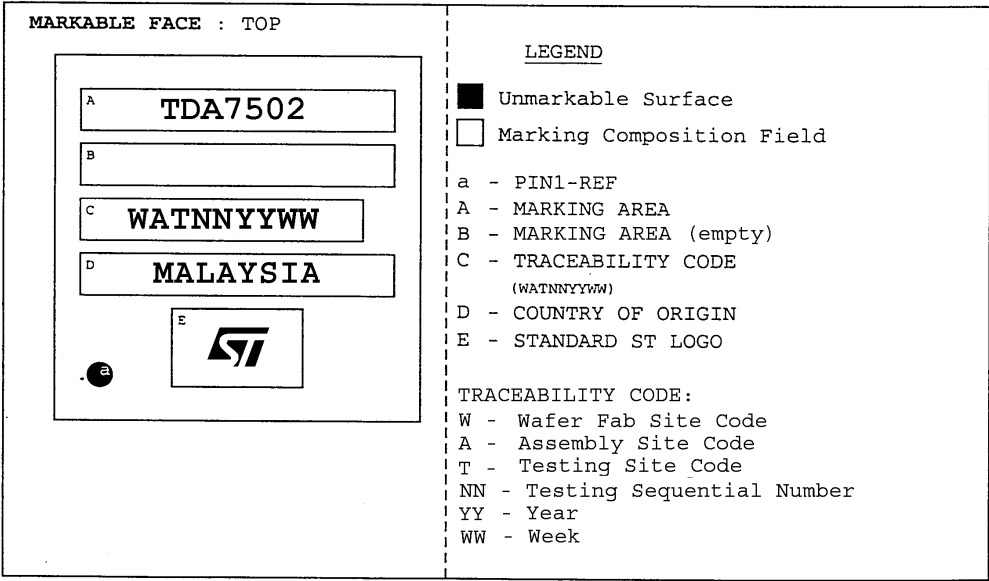 MARKABLE FACE : TOP
A TDA7502
B
C WATNNYYWW
D MALAYSIA
E
ST
a
LEGEND
Unmarkable Surface
Marking Composition Field
a - PIN1-REF
A - MARKING AREA
B - MARKING AREA (empty)
C - TRACEABILITY CODE
(WATNNYYWW)
D - COUNTRY OF ORIGIN
E - STANDARD ST LOGO
TRACEABILITY CODE:
W - Wafer Fab Site Code
A - Assembly Site Code
T - Testing Site Code
NN - Testing Sequential Number
YY - Year
WW - Week